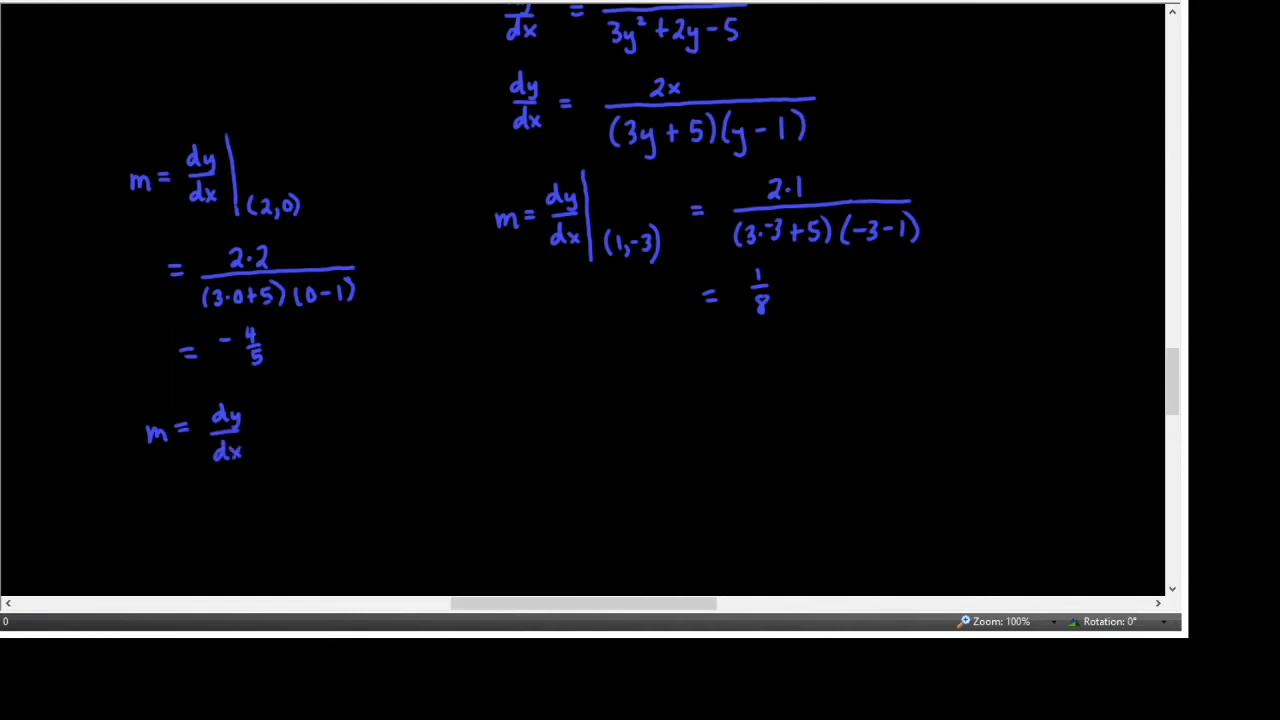 dy/dx = 3y² + 2y - 5
dy/dx = 2x / (3y + 5)(y - 1)
m = dy/dx | (2,0)
= 2·2 / (3·0+5)(0-1)
= - 4/5
m = dy/dx
m = dy/dx | (1,-3) = 2·1 / (3·-3+5)(-3-1)
= 1/8
0
Zoom: 100% Rotation: 0°